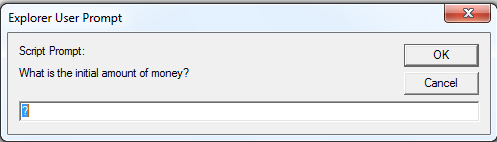 Explorer User Prompt
Script Prompt:
OK
What is the initial amount of money?
Cancel
?